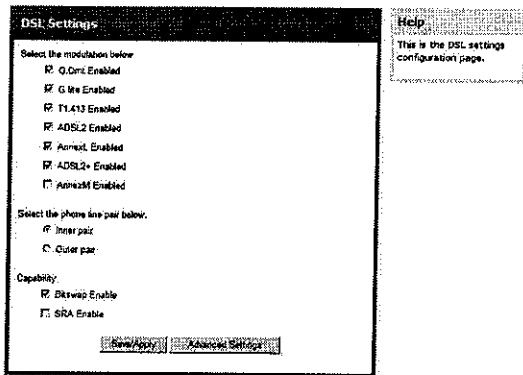 DSL Settings
Select the modulation below
G.Dmt Enabled
G.lite Enabled
T1.413 Enabled
ADSL2 Enabled
AnnexL Enabled
ADSL2+ Enabled
AnnexM Enabled
Select the phone line pair below.
Inner pair
Outer pair
Capability
Bitswap Enable
SRA Enable
Save/Apply
Advanced Settings
Help
This is the DSL settings
configuration page.